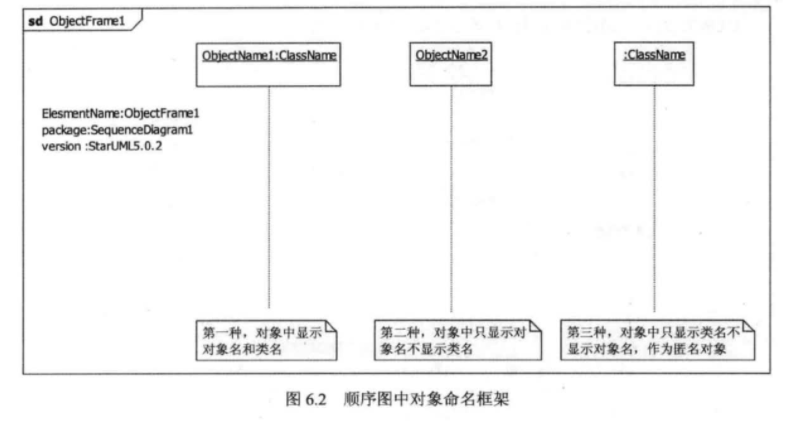 sd ObjectFrame1
ObjectName1:ClassName
ObjectName2
:ClassName
ElesmentName:ObjectFrame1
package:SequenceDiagram1
version :StarUML5.0.2
第一种，对象中显示
对象名和类名
第二种，对象中只显示对
象名不显示类名
第三种，对象中只显示类名不
显示对象名，作为匿名对象
图 6.2 顺序图中对象命名框架